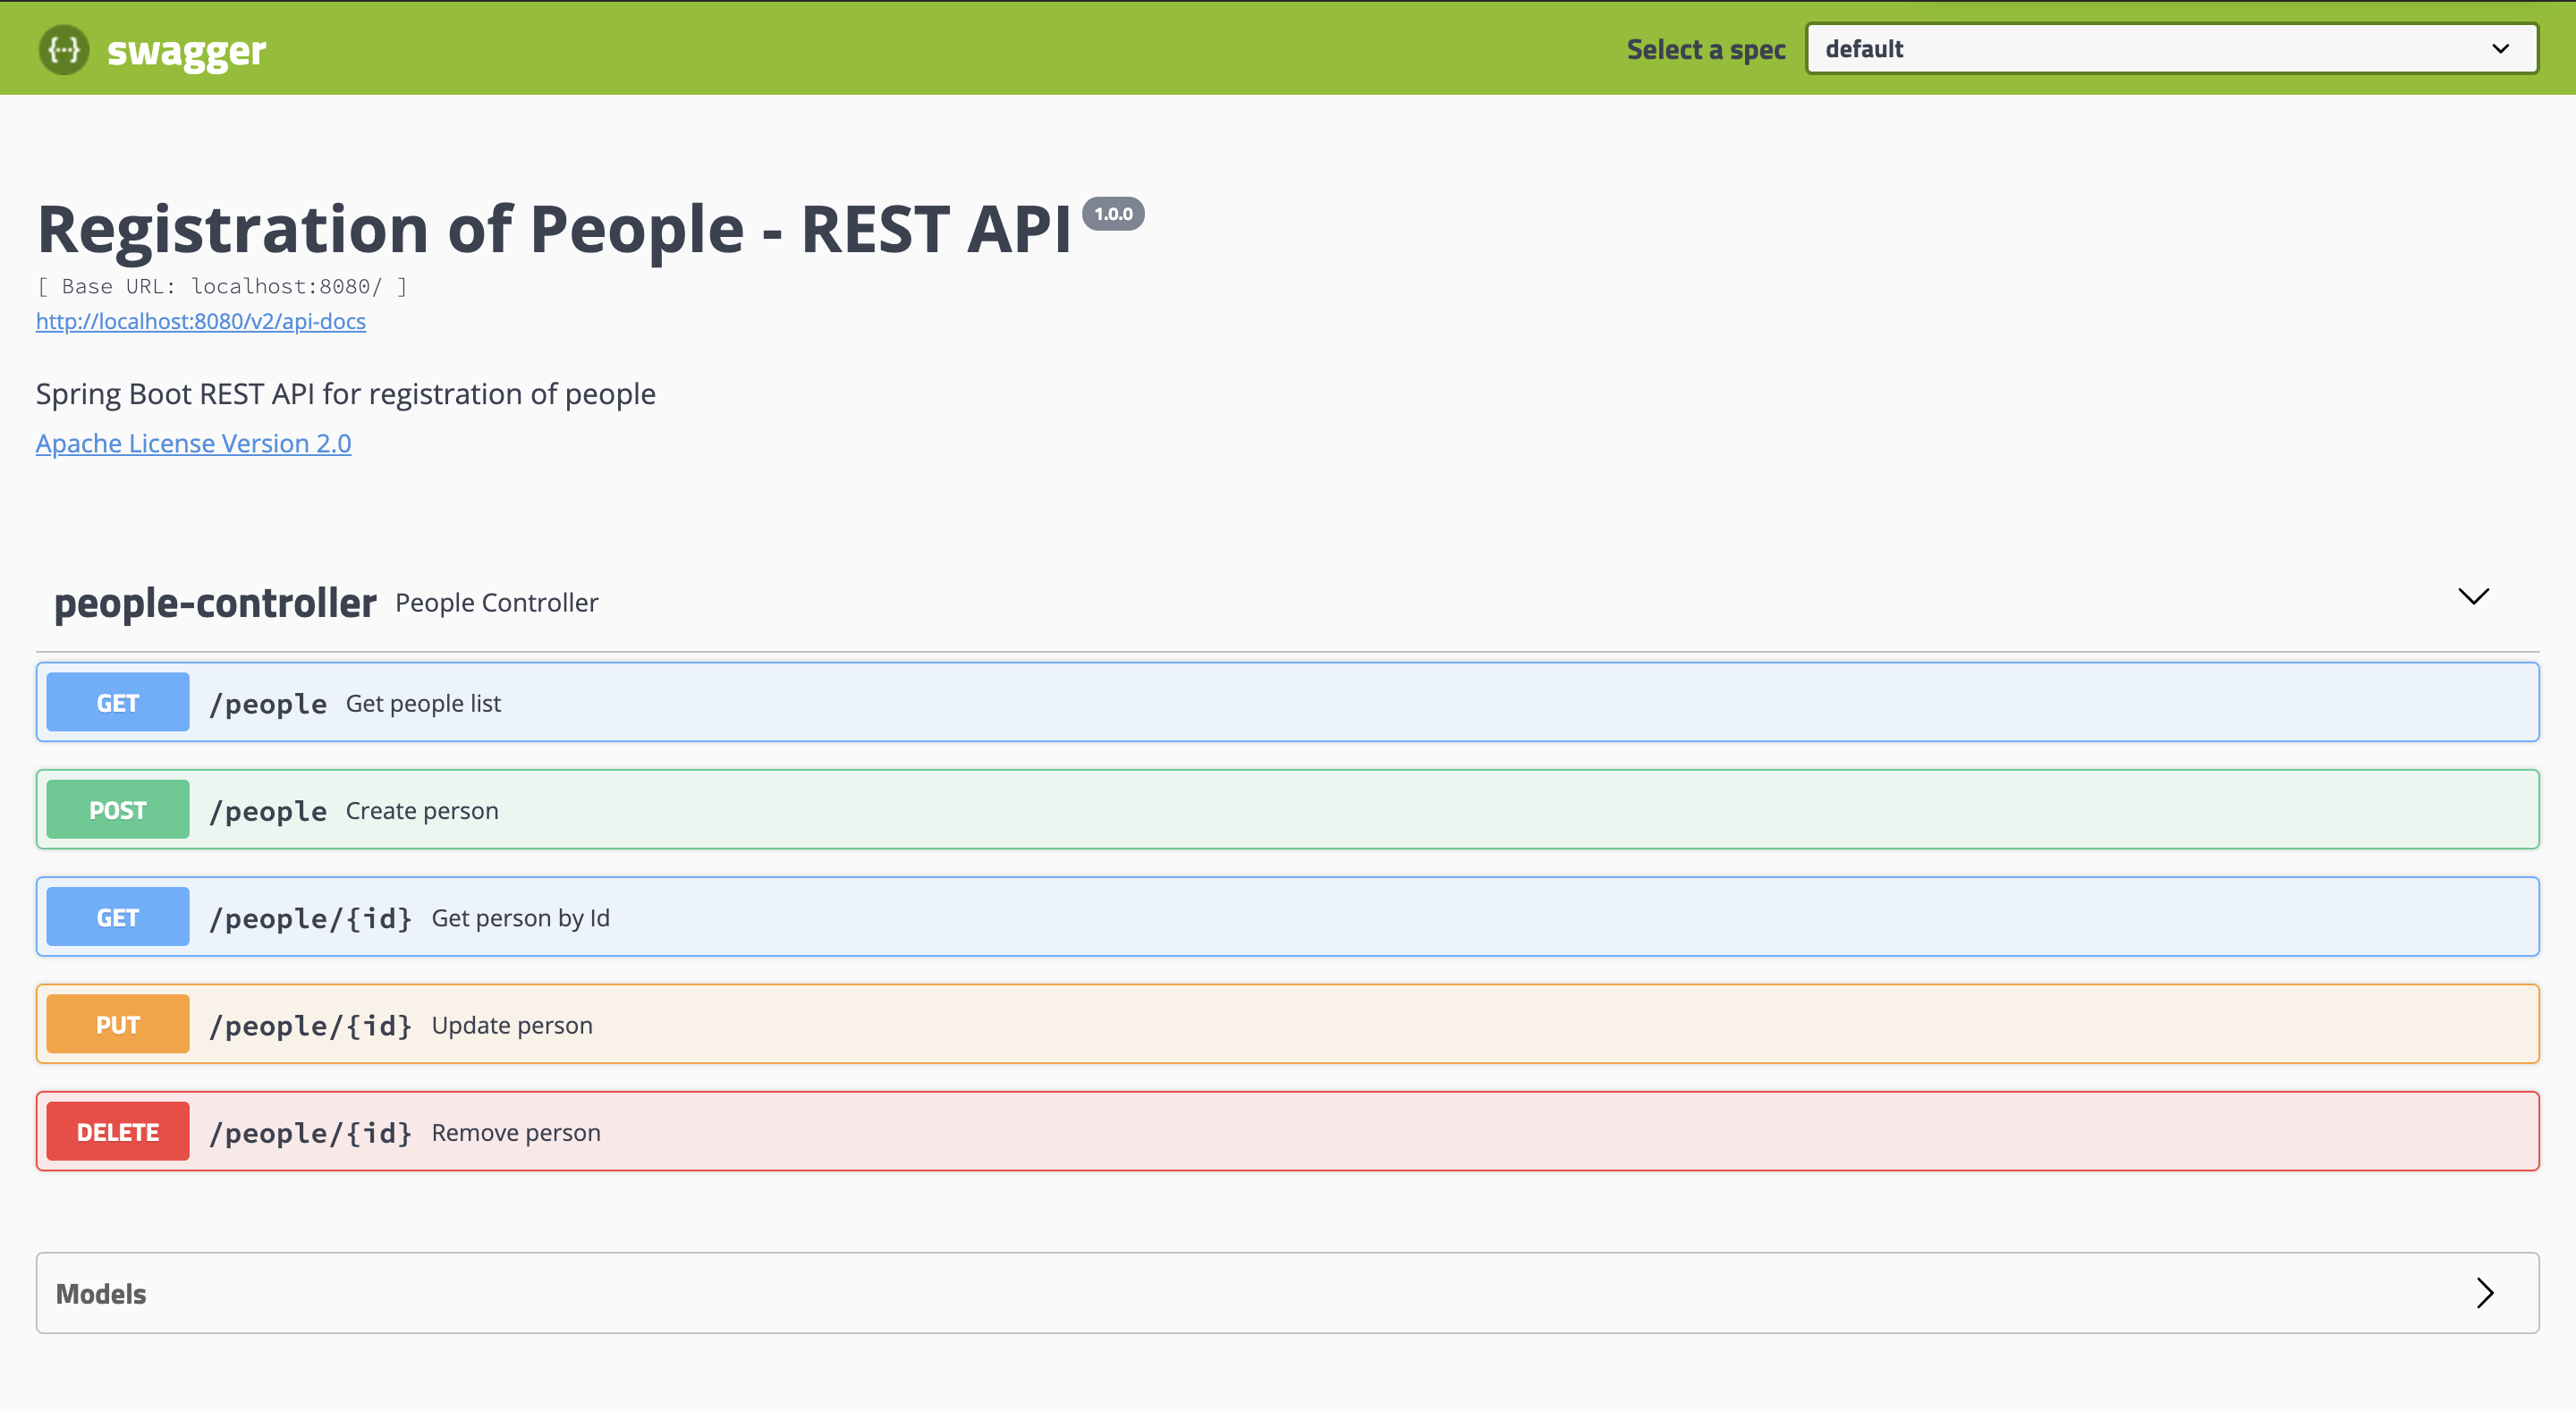 {···} swagger
Select a spec default
Registration of People - REST API 1.0.0
[ Base URL: localhost:8080/ ]
http://localhost:8080/v2/api-docs
Spring Boot REST API for registration of people
Apache License Version 2.0
people-controller People Controller
GET /people Get people list
POST /people Create person
GET /people/{id} Get person by Id
PUT /people/{id} Update person
DELETE /people/{id} Remove person
Models